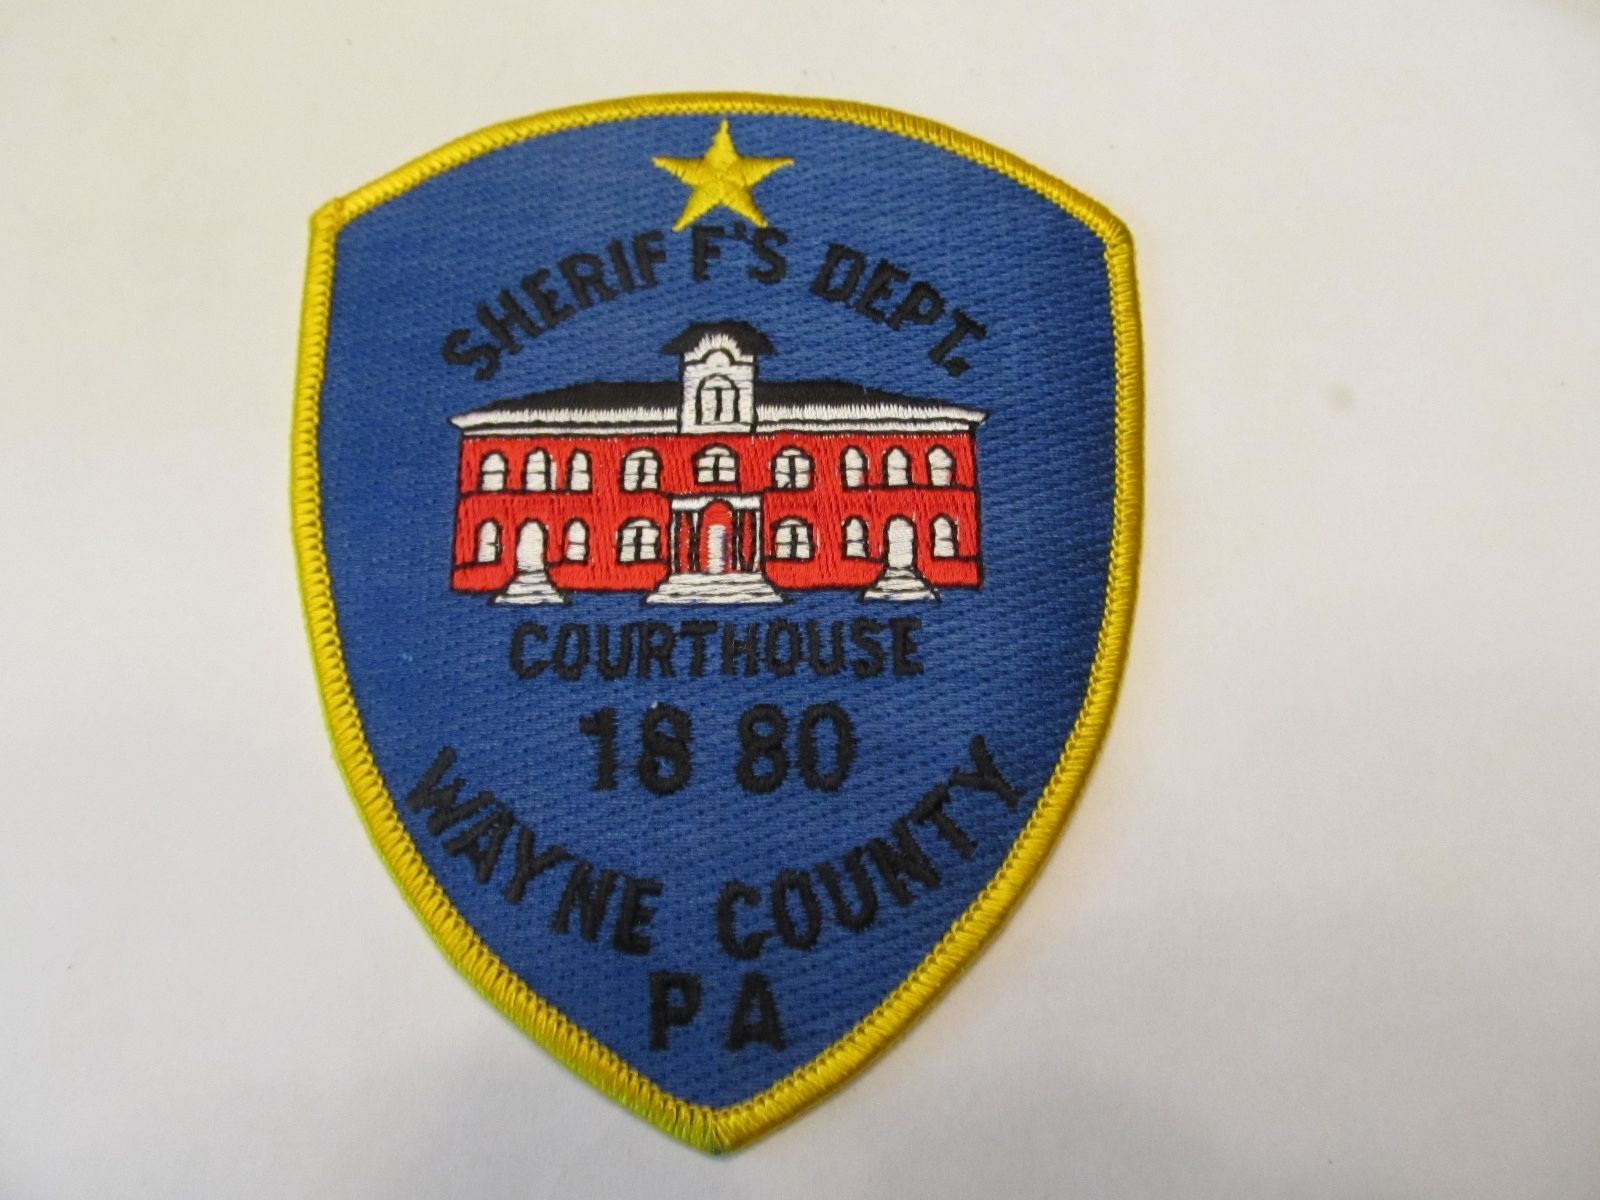 SHERIFF'S DEPT.
COURTHOUSE
1880
WAYNE COUNTY
PA